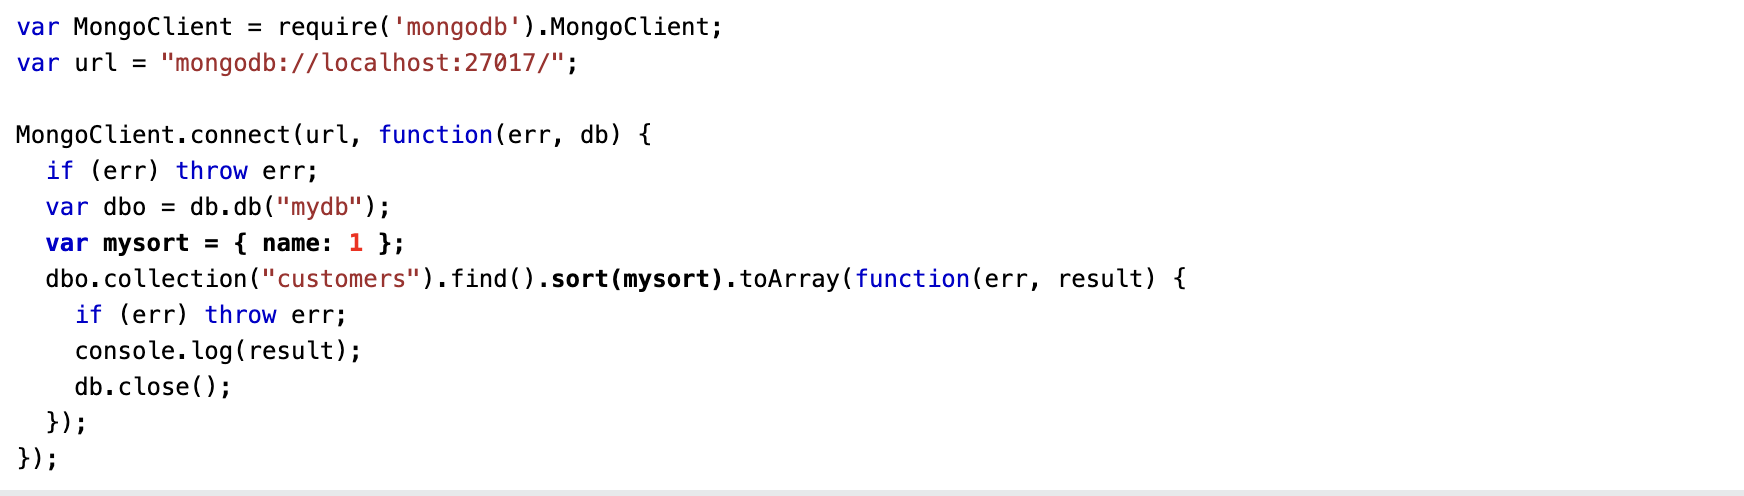 var MongoClient = require('mongodb').MongoClient;
var url = "mongodb://localhost:27017/";

MongoClient.connect(url, function(err, db) {
  if (err) throw err;
  var dbo = db.db("mydb");
  var mysort = { name: 1 };
  dbo.collection("customers").find().sort(mysort).toArray(function(err, result) {
    if (err) throw err;
    console.log(result);
    db.close();
  });
});